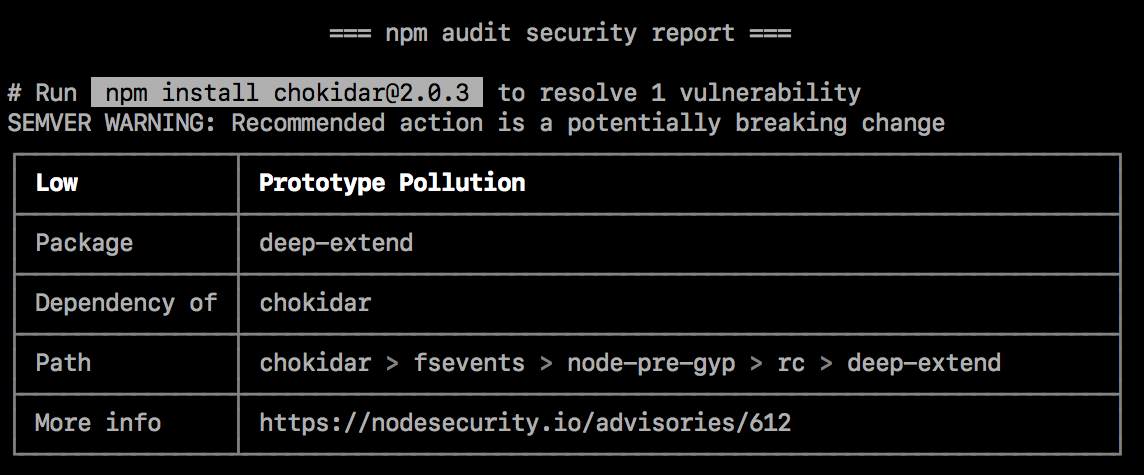 === npm audit security report ===
# Run npm install chokidar@2.0.3 to resolve 1 vulnerability
SEMVER WARNING: Recommended action is a potentially breaking change
Low Prototype Pollution
Package deep-extend
Dependency of chokidar
Path chokidar > fsevents > node-pre-gyp > rc > deep-extend
More info https://nodesecurity.io/advisories/612